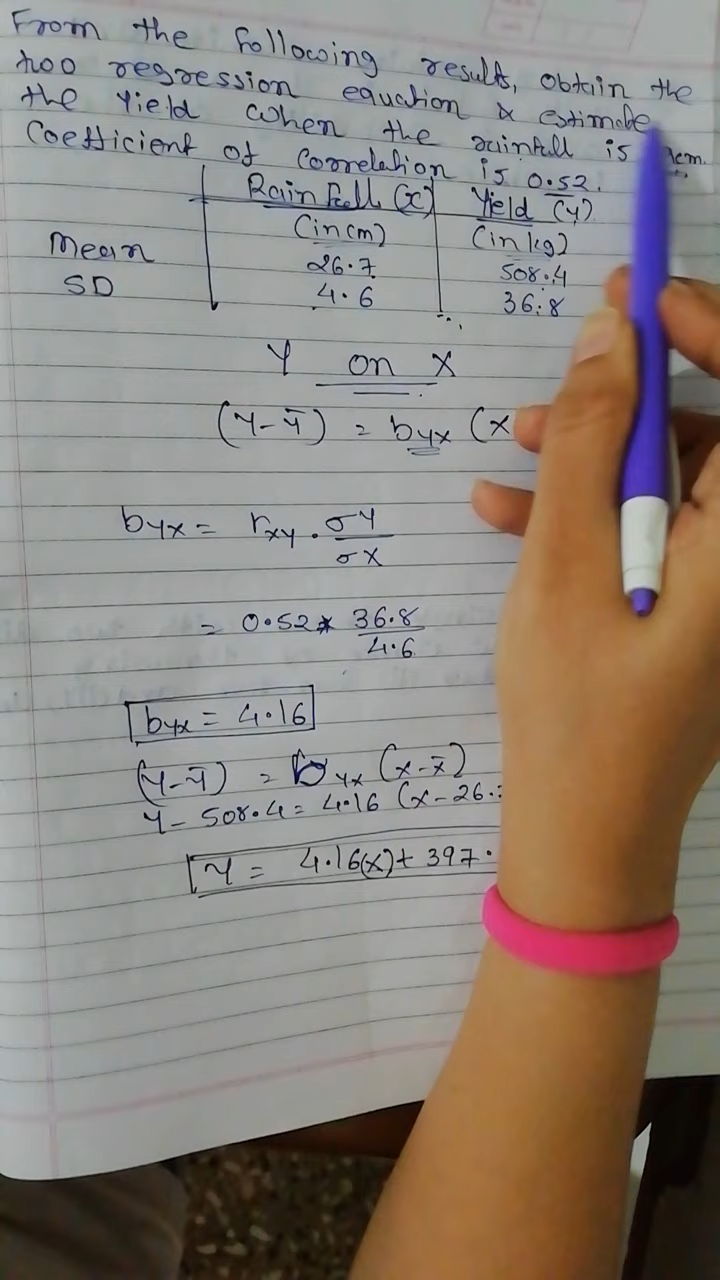 From the following result, obtain the
two regression equation & estimate
the Yield when the rainfall is
Coefficient of Correlation is 0.52.
Rainfall (x) Yield (y)
(in cm) (in kg)
Mean 26.7 508.4
SD 4.6 36.8
Y on X
(Y-Ȳ) = byx (X
byx = rxy . σY/σX
= 0.52 * 36.8/4.6
byx = 4.16
(Y-Ȳ) = byx (x-x̄)
Y - 508.4 = 4.16 (x - 26.
Y = 4.16(x) + 397.